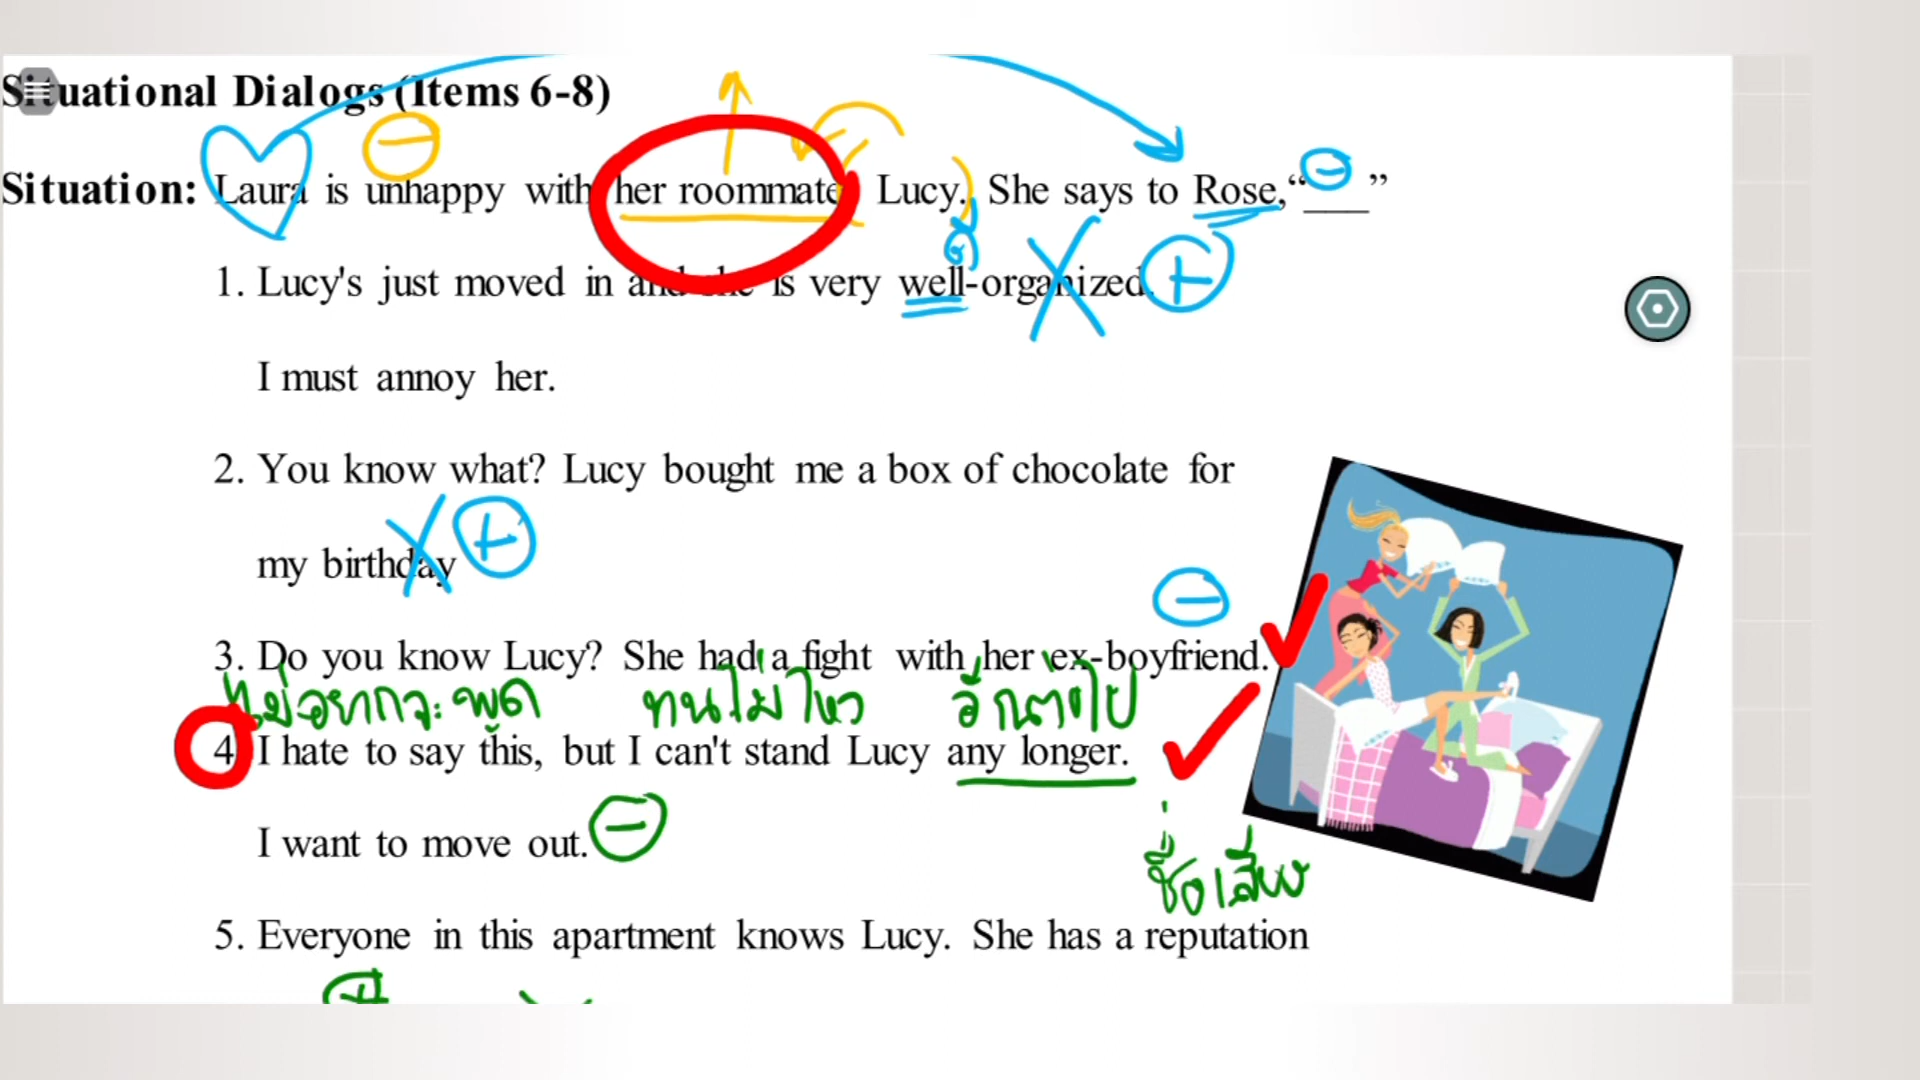 Situational Dialogs (Items 6-8)
Situation: Laura is unhappy with her roommate, Lucy. She says to Rose,“___”
ดี
1. Lucy's just moved in and she is very well-organized.
I must annoy her.
2. You know what? Lucy bought me a box of chocolate for
my birthday
3. Do you know Lucy? She had a fight with her ex-boyfriend.
ไม่อยากจะพูด ทนไม่ไหว อีกต่อไป
4. I hate to say this, but I can't stand Lucy any longer.
I want to move out.
ชื่อเสียง
5. Everyone in this apartment knows Lucy. She has a reputation